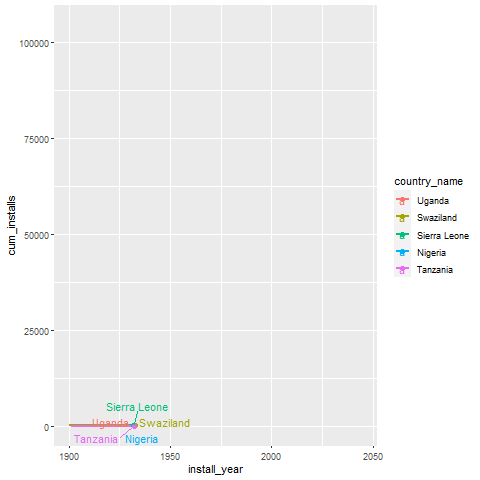 100000
75000
50000
25000
0
cum_installs
Sierra Leone
Uganda
Swaziland
Tanzania
Nigeria
1900
1950
2000
2050
install_year
country_name
Uganda
Swaziland
Sierra Leone
Nigeria
Tanzania